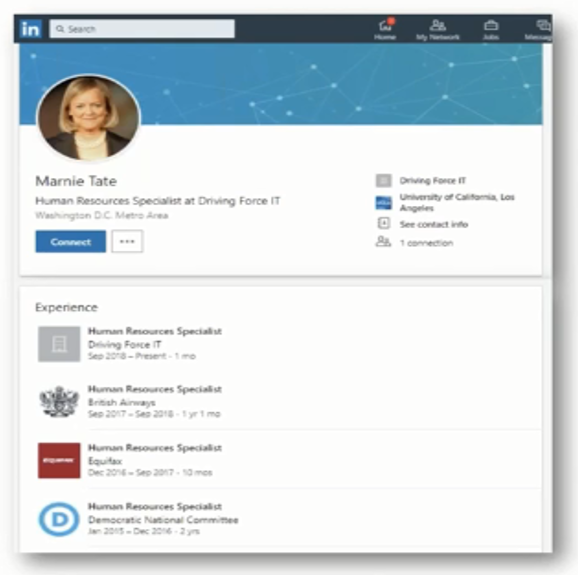 in
Search
Home
My Network
Jobs
Messag
Marnie Tate
Human Resources Specialist at Driving Force IT
Washington D.C. Metro Area
Connect
Driving Force IT
University of California, Los
Angeles
See contact info
1 connection
Experience
Human Resources Specialist
Driving Force IT
Sep 2018 – Present · 1 mo
Human Resources Specialist
British Airways
Sep 2017 – Sep 2018 · 1 yr 1 mo
Human Resources Specialist
Equifax
Dec 2016 – Sep 2017 · 10 mos
D
Human Resources Specialist
Democratic National Committee
Jan 2015 – Dec 2016 · 2 yrs